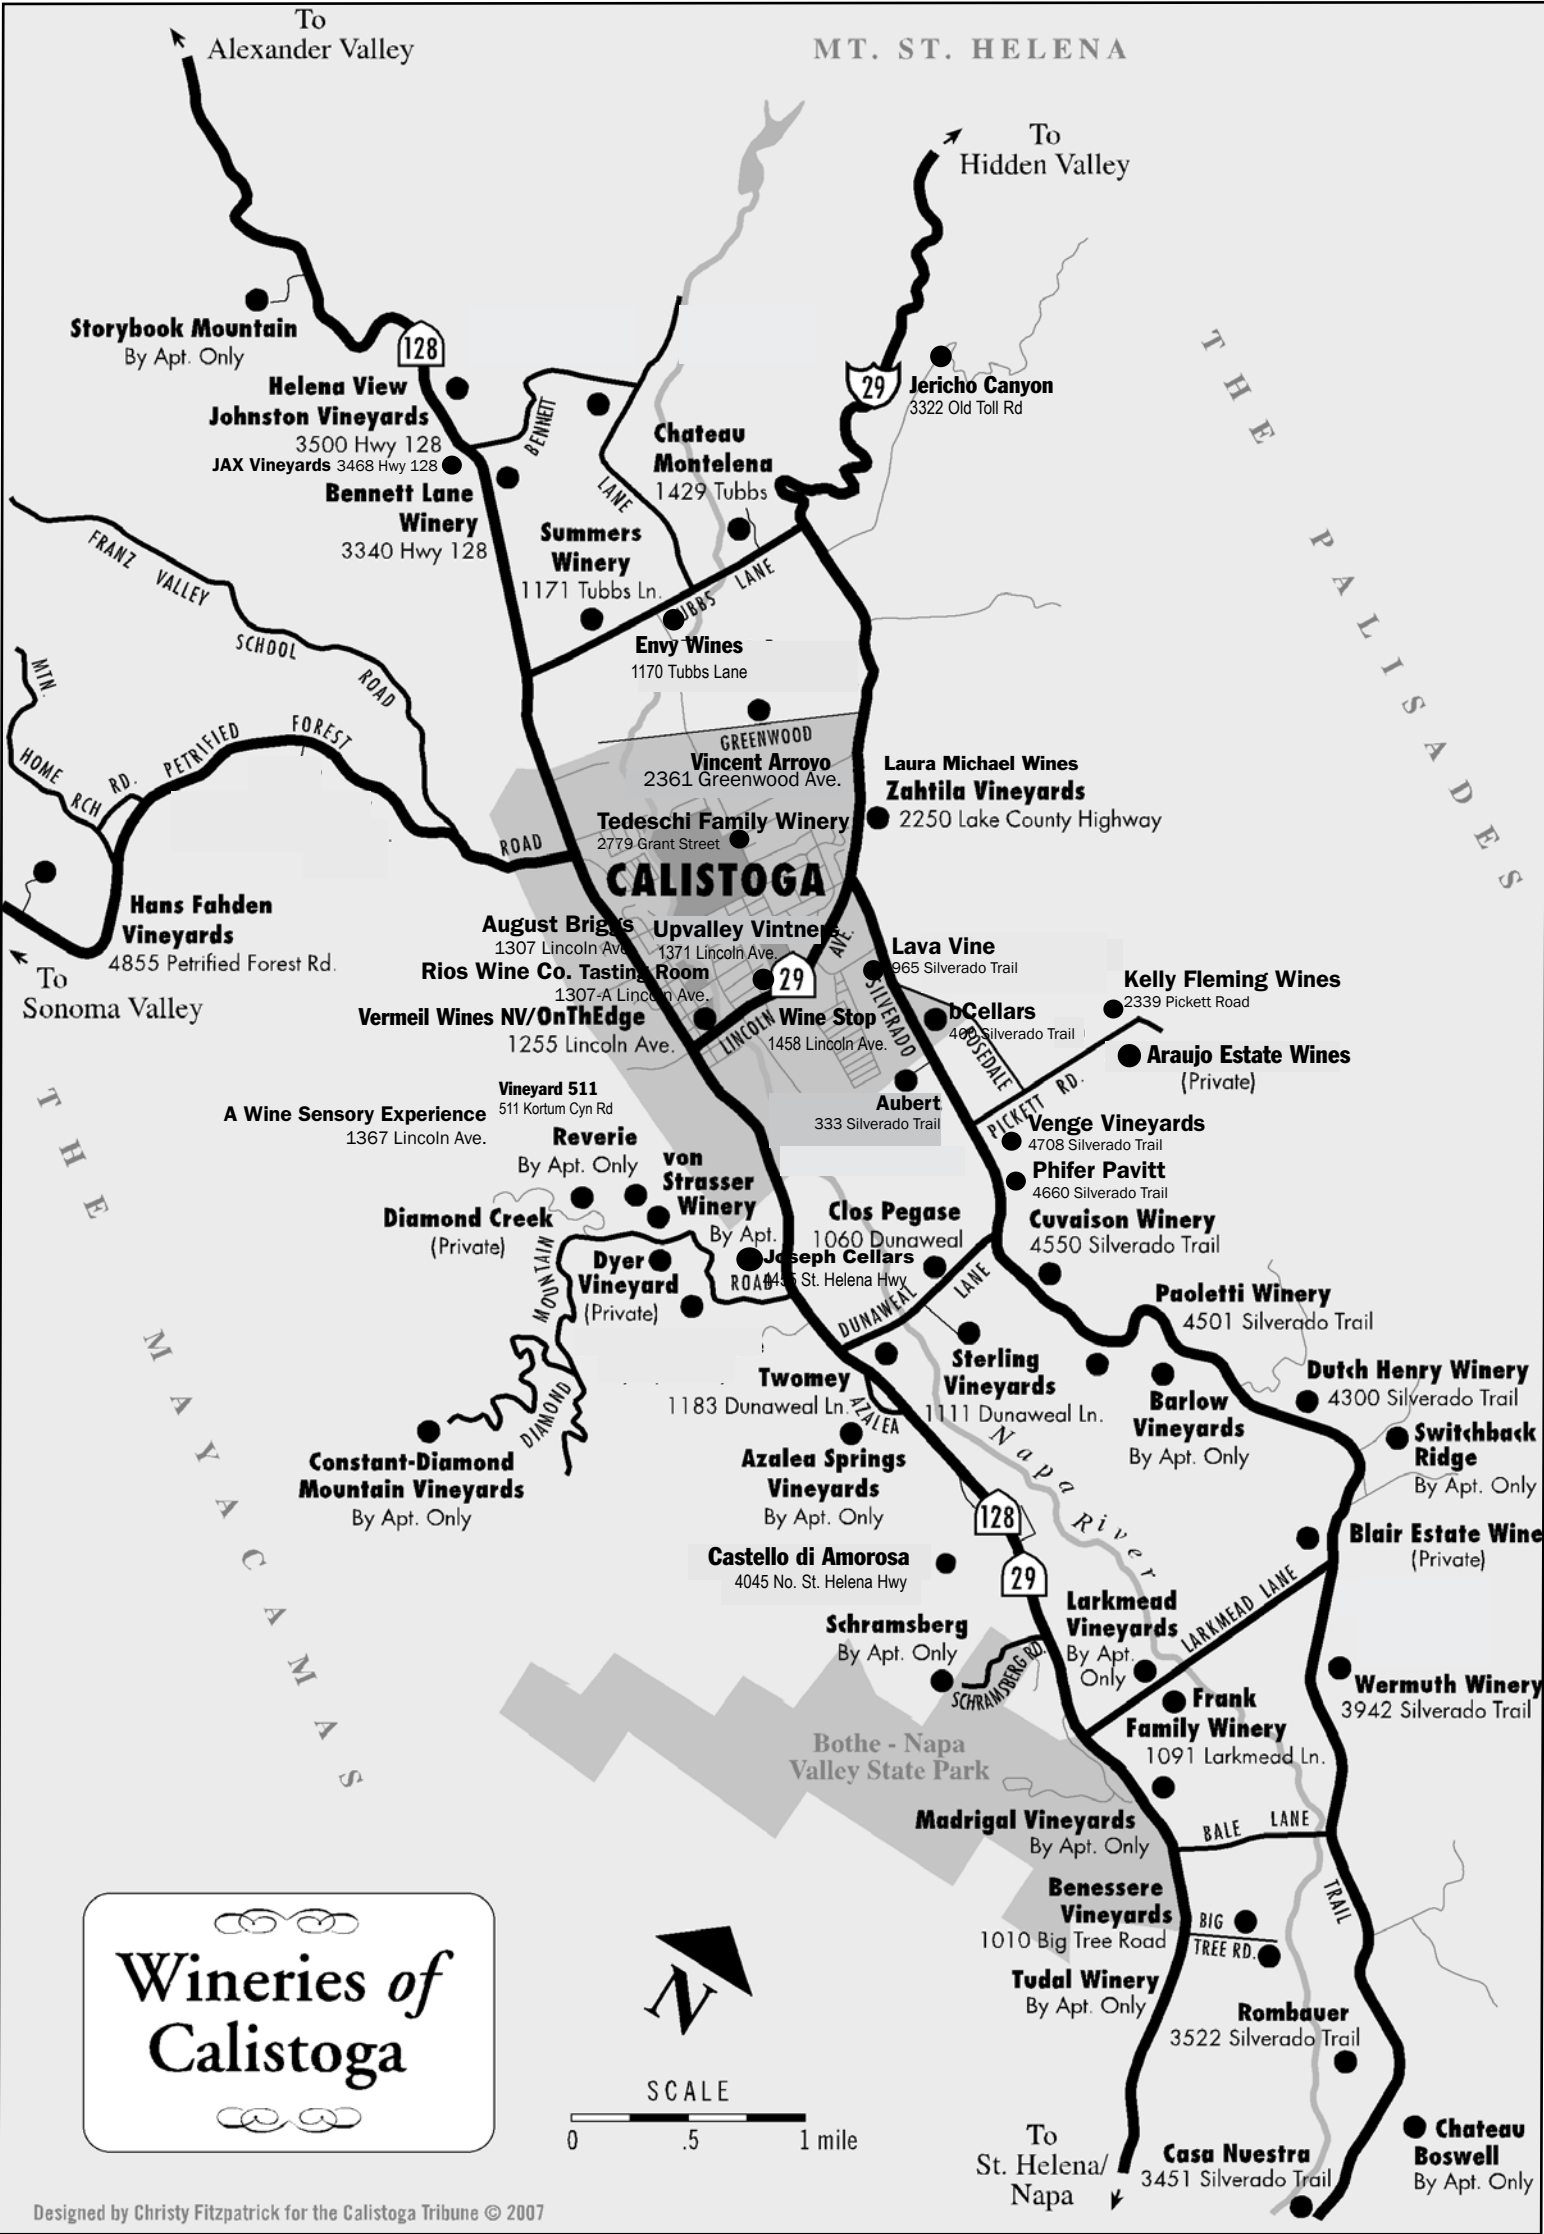 To
Alexander Valley
MT. ST. HELENA
To
Hidden Valley
Storybook Mountain
By Apt. Only
128
Helena View
Johnston Vineyards
3500 Hwy 128
JAX Vineyards 3468 Hwy 128
Bennett Lane
Winery
3340 Hwy 128
BENNETT
LANE
29
Jericho Canyon
3322 Old Toll Rd
Chateau
Montelena
1429 Tubbs
Summers
Winery
1171 Tubbs Ln.
TUBBS LANE
Envy Wines
1170 Tubbs Lane
THE PALISADES
FRANZ VALLEY
SCHOOL ROAD
MTN.
HOME
RCH
RD.
PETRIFIED FOREST
ROAD
GREENWOOD
Vincent Arroyo
2361 Greenwood Ave.
Laura Michael Wines
Zahtila Vineyards
2250 Lake County Highway
Tedeschi Family Winery
2779 Grant Street
CALISTOGA
Hans Fahden
Vineyards
4855 Petrified Forest Rd.
To
Sonoma Valley
August Briggs
1307 Lincoln Ave.
Upvalley Vintners
1371 Lincoln Ave.
Rios Wine Co. Tasting Room
1307-A Lincoln Ave.
Vermeil Wines NV/OnThEdge
1255 Lincoln Ave.
29
LINCOLN
AVE.
Wine Stop
1458 Lincoln Ave.
Lava Vine
965 Silverado Trail
SILVERADO
bCellars
400 Silverado Trail
ROSEDALE
Kelly Fleming Wines
2339 Pickett Road
Araujo Estate Wines
(Private)
PICKETT RD.
Aubert
333 Silverado Trail
Venge Vineyards
4708 Silverado Trail
Phifer Pavitt
4660 Silverado Trail
Cuvaison Winery
4550 Silverado Trail
THE MAYACAMAS
Vineyard 511
511 Kortum Cyn Rd
A Wine Sensory Experience
1367 Lincoln Ave.
Reverie
By Apt. Only
von
Strasser
Winery
By Apt.
Diamond Creek
(Private)
Dyer
Vineyard
(Private)
DIAMOND
MOUNTAIN
ROAD
Joseph Cellars
4455 St. Helena Hwy
Clos Pegase
1060 Dunaweal
DUNAWEAL
LANE
Paoletti Winery
4501 Silverado Trail
Twomey
1183 Dunaweal Ln.
Sterling
Vineyards
1111 Dunaweal Ln.
Barlow
Vineyards
By Apt. Only
Dutch Henry Winery
4300 Silverado Trail
Switchback
Ridge
By Apt. Only
AZALEA
Azalea Springs
Vineyards
By Apt. Only
Constant-Diamond
Mountain Vineyards
By Apt. Only
Napa River
128
29
Blair Estate Wine
(Private)
Castello di Amorosa
4045 No. St. Helena Hwy
Schramsberg
By Apt. Only
SCHRAMSBERG RD.
Larkmead
Vineyards
By Apt.
Only
LARKMEAD LANE
Frank
Family Winery
1091 Larkmead Ln.
Wermuth Winery
3942 Silverado Trail
Bothe - Napa
Valley State Park
Madrigal Vineyards
By Apt. Only
BALE LANE
TRAIL
Benessere
Vineyards
1010 Big Tree Road
BIG
TREE RD.
Tudal Winery
By Apt. Only
Rombauer
3522 Silverado Trail
Chateau
Boswell
By Apt. Only
Casa Nuestra
3451 Silverado Trail
To
St. Helena/
Napa
Wineries of
Calistoga
N
SCALE
0 .5 1 mile
Designed by Christy Fitzpatrick for the Calistoga Tribune © 2007